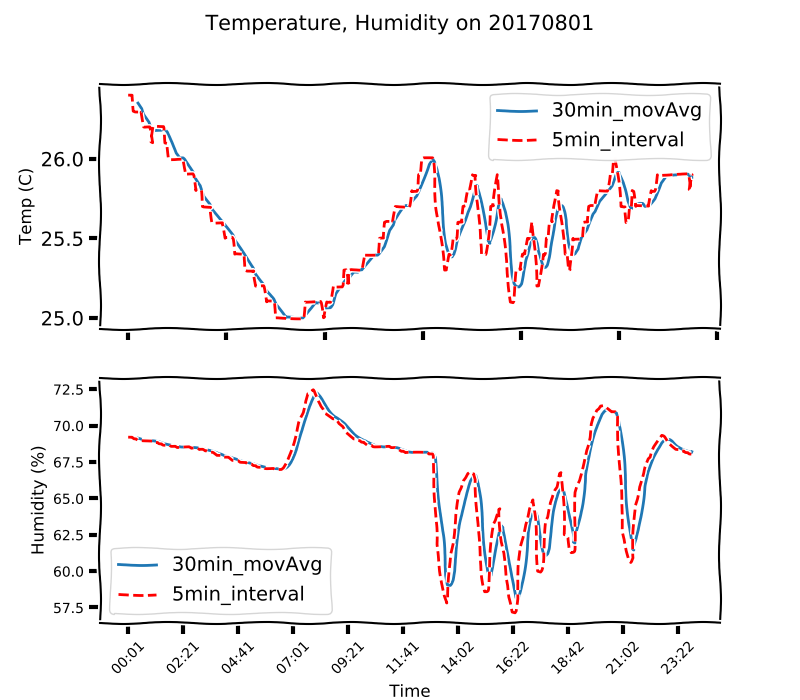 Temperature, Humidity on 20170801
30min_movAvg
5min_interval
Temp (C)
26.0
25.5
25.0
72.5
70.0
67.5
65.0
62.5
60.0
57.5
Humidity (%)
30min_movAvg
5min_interval
00:01 02:21 04:41 07:01 09:21 11:41 14:02 16:22 18:42 21:02 23:22
Time